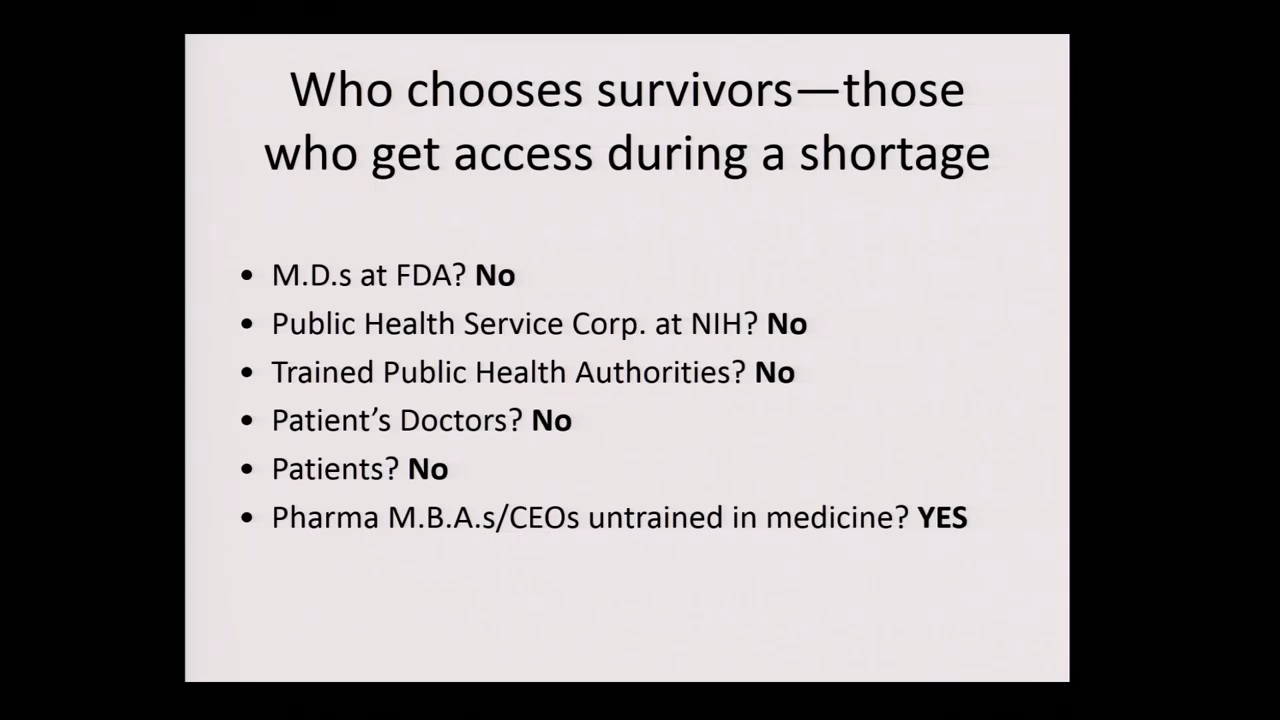 Who chooses survivors—those
who get access during a shortage
• M.D.s at FDA? No
• Public Health Service Corp. at NIH? No
• Trained Public Health Authorities? No
• Patient’s Doctors? No
• Patients? No
• Pharma M.B.A.s/CEOs untrained in medicine? YES